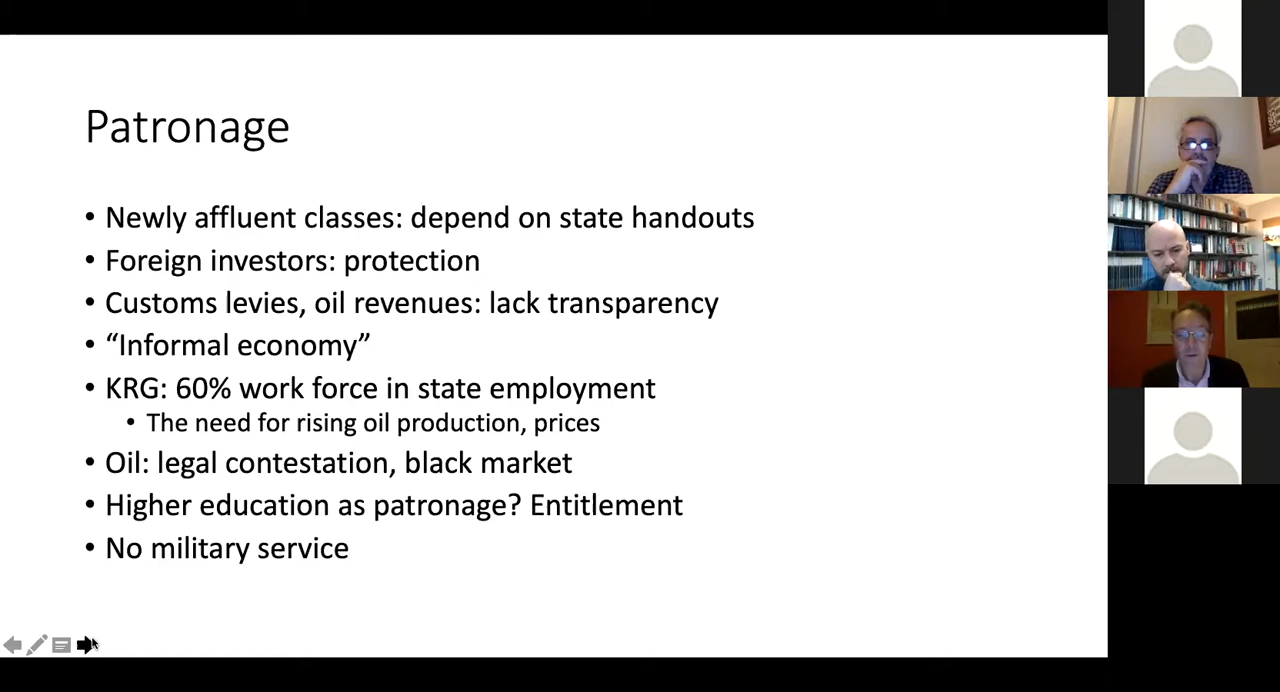 Patronage
• Newly affluent classes: depend on state handouts
• Foreign investors: protection
• Customs levies, oil revenues: lack transparency
• “Informal economy”
• KRG: 60% work force in state employment
• The need for rising oil production, prices
• Oil: legal contestation, black market
• Higher education as patronage? Entitlement
• No military service